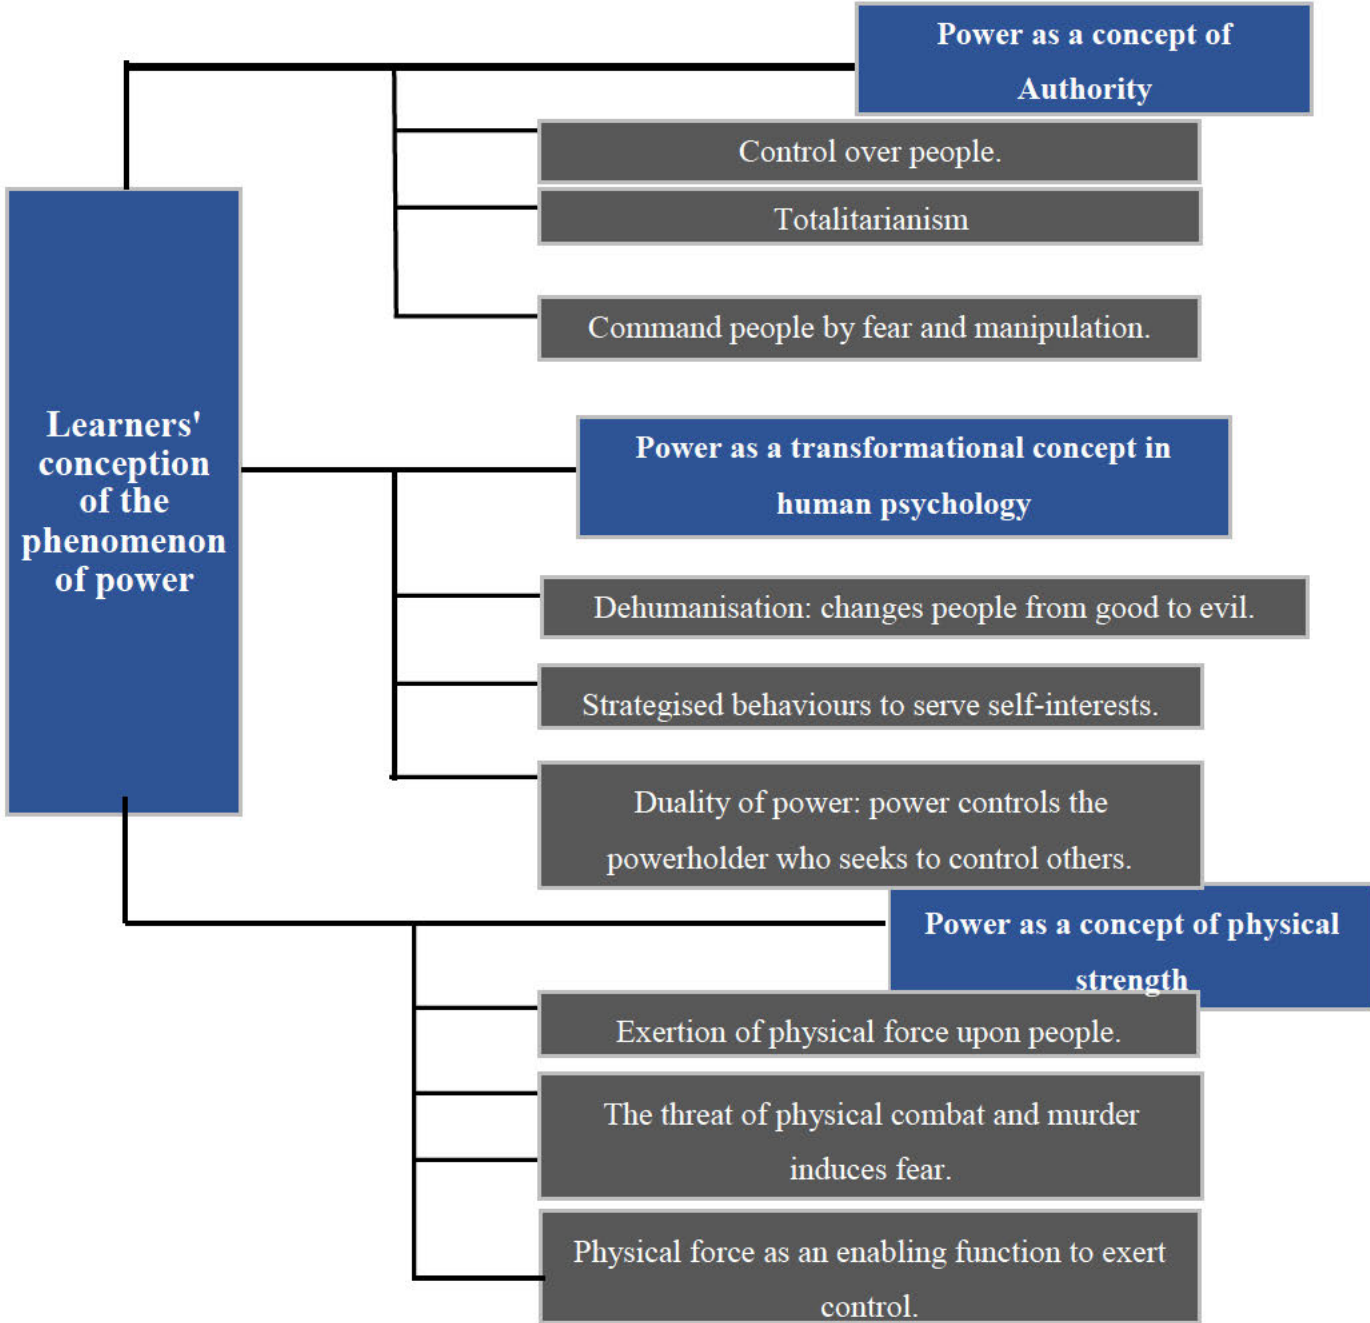 Power as a concept of
Authority
Control over people.
Totalitarianism
Command people by fear and manipulation.
Learners'
conception
of the
phenomenon
of power
Power as a transformational concept in
human psychology
Dehumanisation: changes people from good to evil.
Strategised behaviours to serve self-interests.
Duality of power: power controls the
powerholder who seeks to control others.
Power as a concept of physical
strength
Exertion of physical force upon people.
The threat of physical combat and murder
induces fear.
Physical force as an enabling function to exert
control.